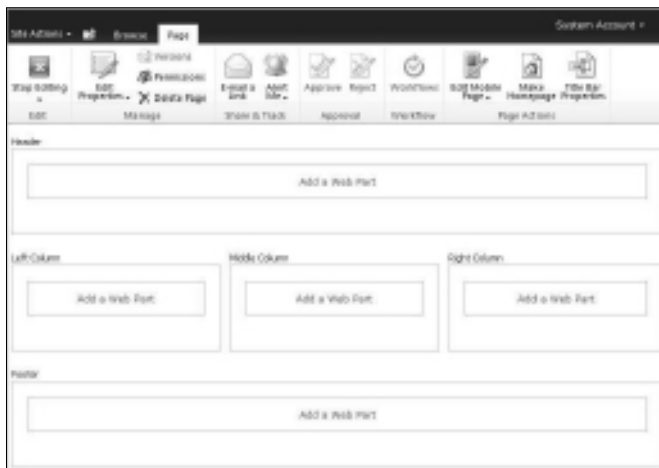 Site Actions Browse Page System Account
Stop Editing
Edit Properties
Versions
Permissions
Delete Page
E-mail a Link
Alert Me
Approve
Reject
Workflows
Edit Mobile Page
Make Homepage
Title Bar Properties
Edit Manage Share & Track Approval Workflow Page Actions
Header
Add a Web Part
Left Column Middle Column Right Column
Add a Web Part Add a Web Part Add a Web Part
Footer
Add a Web Part